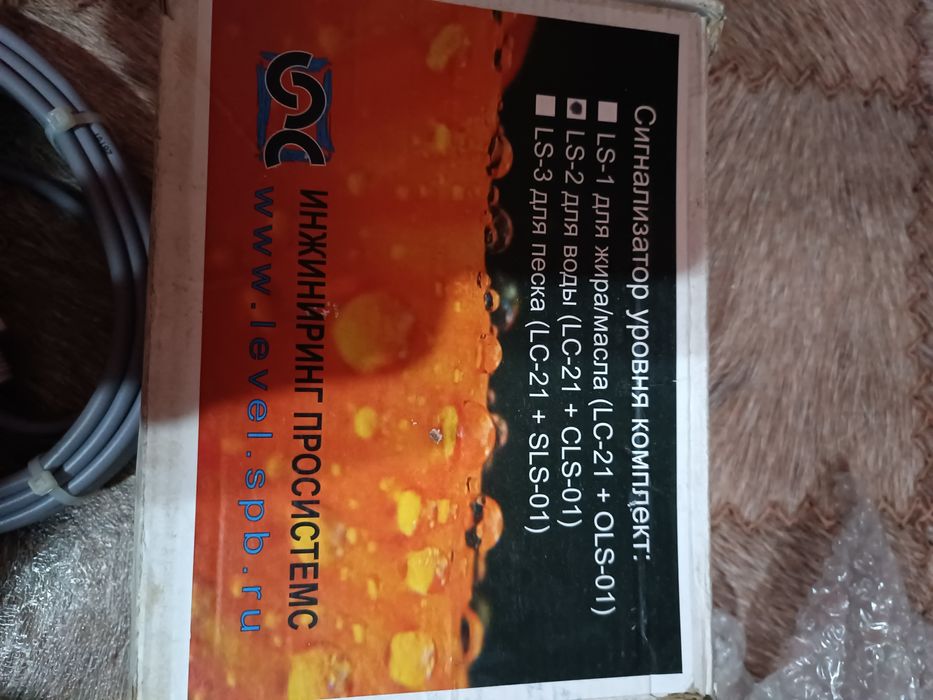 Сигнализатор уровня комплект:
LS-1 для жира/масла (LC-21 + OLS-01)
LS-2 для воды (LC-21 + CLS-01)
LS-3 для песка (LC-21 + SLS-01)
ИНЖИНИРИНГ ПРОСИСТЕМС
www.level.spb.ru